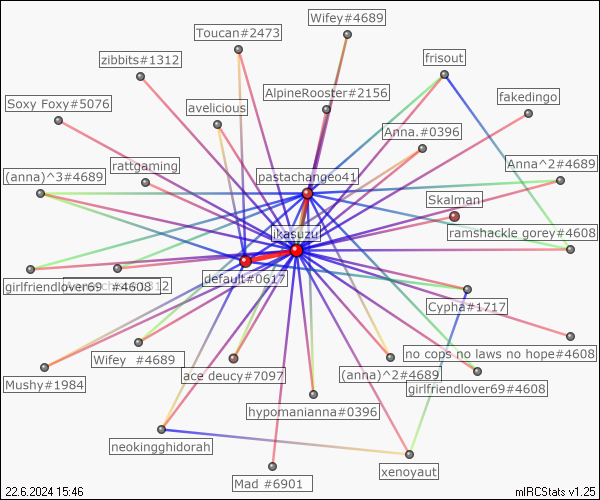 Wifey#4689
Toucan#2473
frisout
zibbits#1312
AlpineRooster#2156
fakedingo
Soxy Foxy#5076
avelicious
Anna.#0396
rattgaming
Anna^2#4689
(anna)^3#4689
pastachangeo41
Skalman
ikasuzu
ramshackle gorey#4608
default#0617
girlfriendlover69 #4608
Cypha#1717
Wifey #4689
no cops no laws no hope#4608
ace deucy#7097
(anna)^2#4689
Mushy#1984
girlfriendlover69#4608
hypomanianna#0396
neokingghidorah
xenoyaut
Mad #6901
22.6.2024 15:46
mIRCStats v1.25